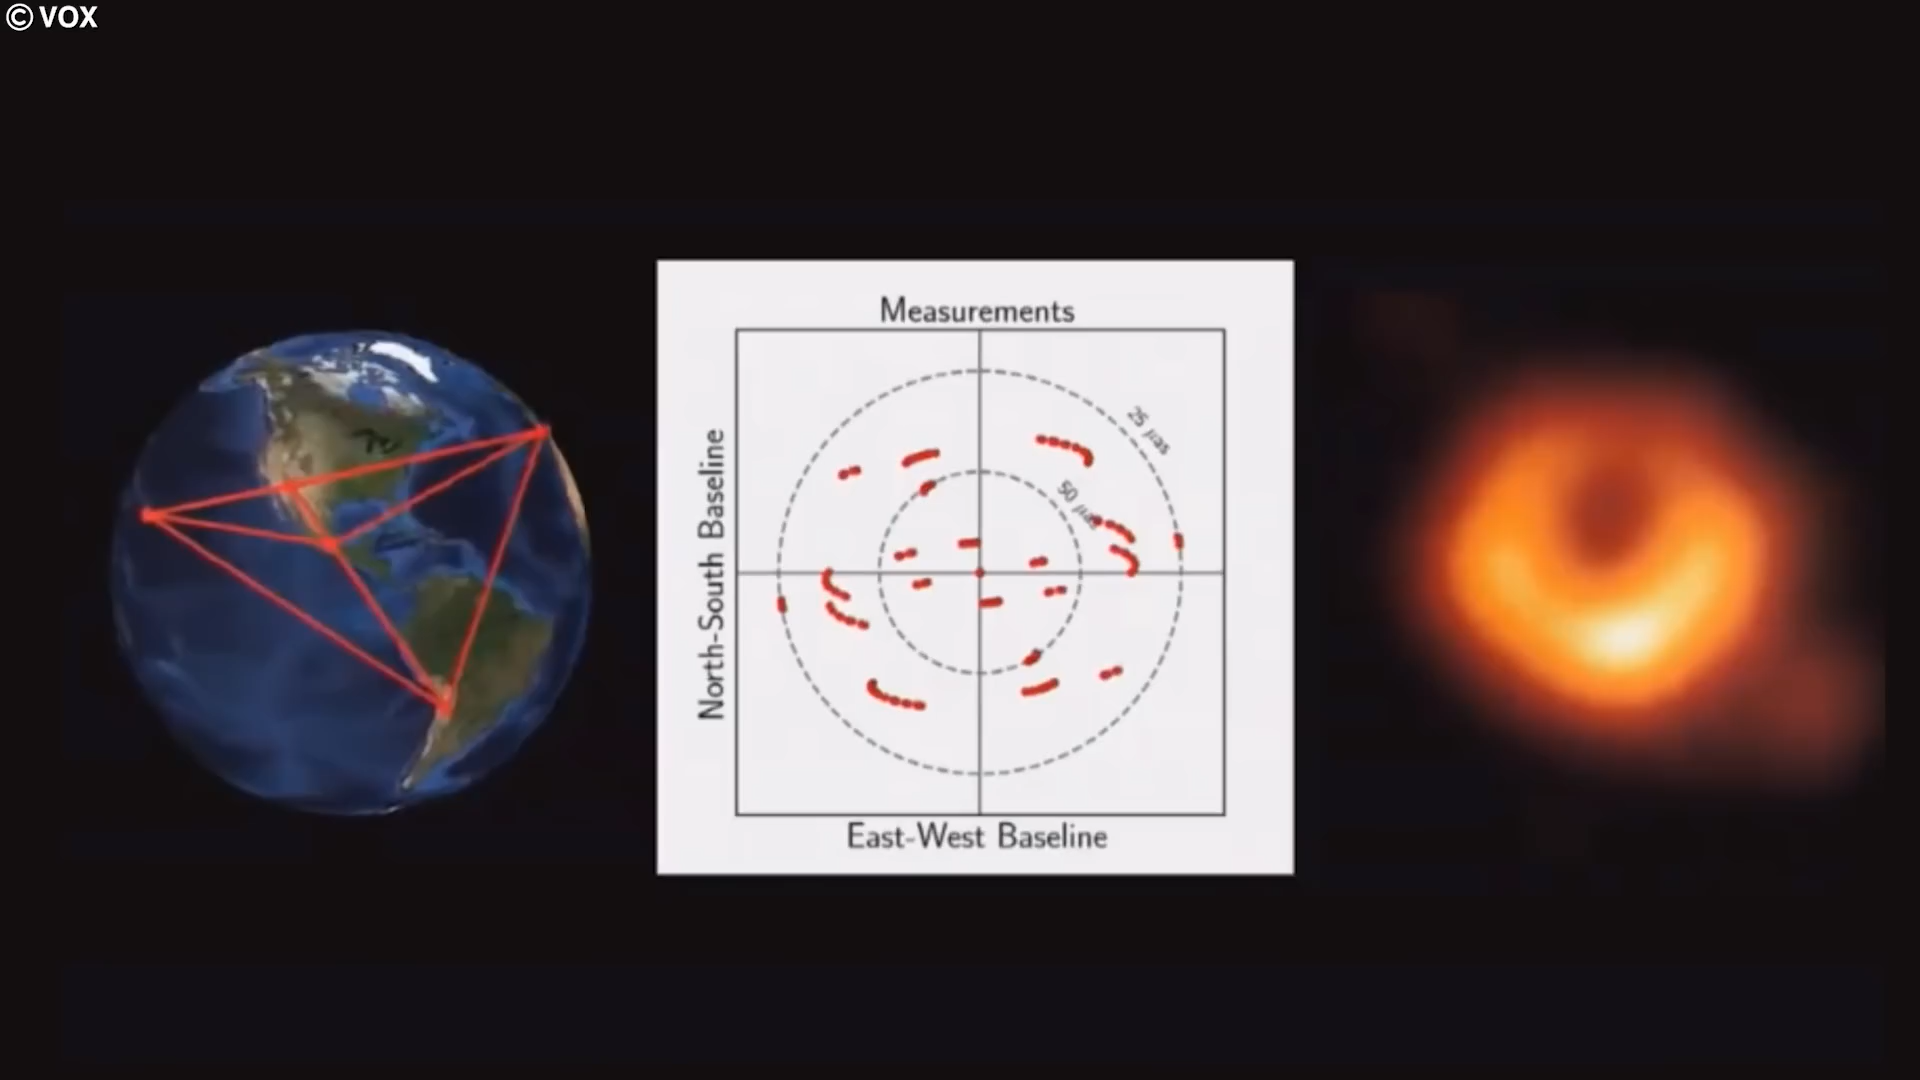 © VOX
Measurements
North-South Baseline
25 μas
50 μas
East-West Baseline